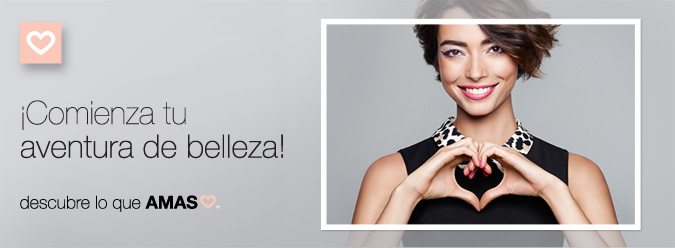 ¡Comienza tu
aventura de belleza!
descubre lo que AMAS